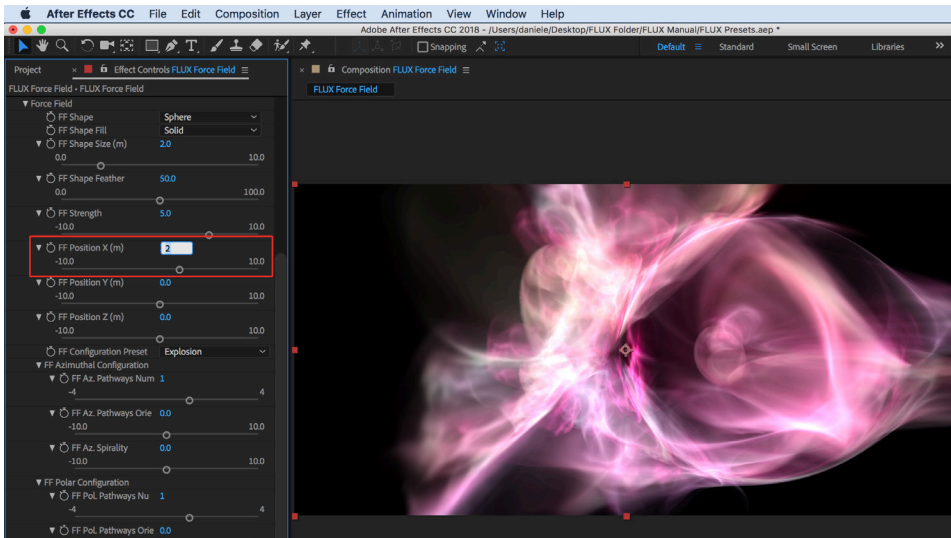 After Effects CC File Edit Composition Layer Effect Animation View Window Help
Adobe After Effects CC 2018 - /Users/daniele/Desktop/FLUX Folder/FLUX Manual/FLUX Presets.aep *
Snapping Default Standard Small Screen Libraries
Project Effect Controls FLUX Force Field Composition FLUX Force Field
FLUX Force Field • FLUX Force Field
FLUX Force Field
Force Field
FF Shape Sphere
FF Shape Fill Solid
FF Shape Size (m) 2.0
0.0 10.0
FF Shape Feather 50.0
0.0 100.0
FF Strength 5.0
-10.0 10.0
FF Position X (m) 2
-10.0 10.0
FF Position Y (m) 0.0
-10.0 10.0
FF Position Z (m) 0.0
-10.0 10.0
FF Configuration Preset Explosion
FF Azimuthal Configuration
FF Az. Pathways Num 1
-4 4
FF Az. Pathways Orie 0.0
-10.0 10.0
FF Az. Spirality 0.0
-10.0 10.0
FF Polar Configuration
FF Pol. Pathways Nu 1
-4 4
FF Pol. Pathways Orie 0.0